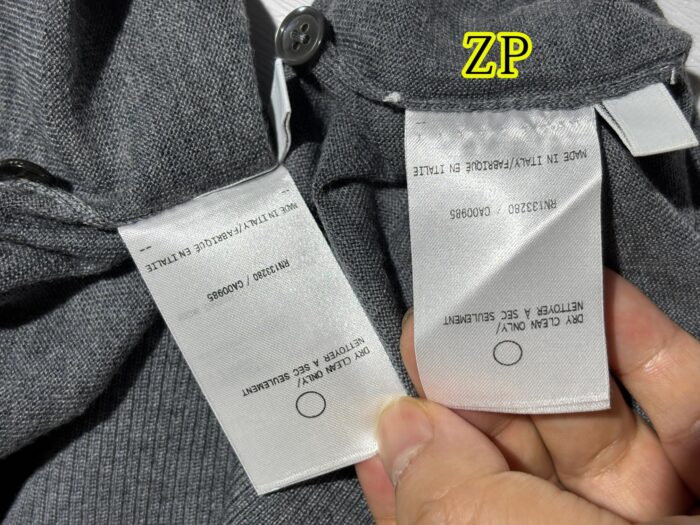 ZP
--
MADE IN ITALY/FABRIQUÉ EN ITALIE
RN133280 / CA00985
DRY CLEAN ONLY/
NETTOYER À SEC SEULEMENT
--
MADE IN ITALY/FABRIQUE EN ITALIE
RN133280 / CA00985
DRY CLEAN ONLY/
NETTOYER À SEC SEULEMENT